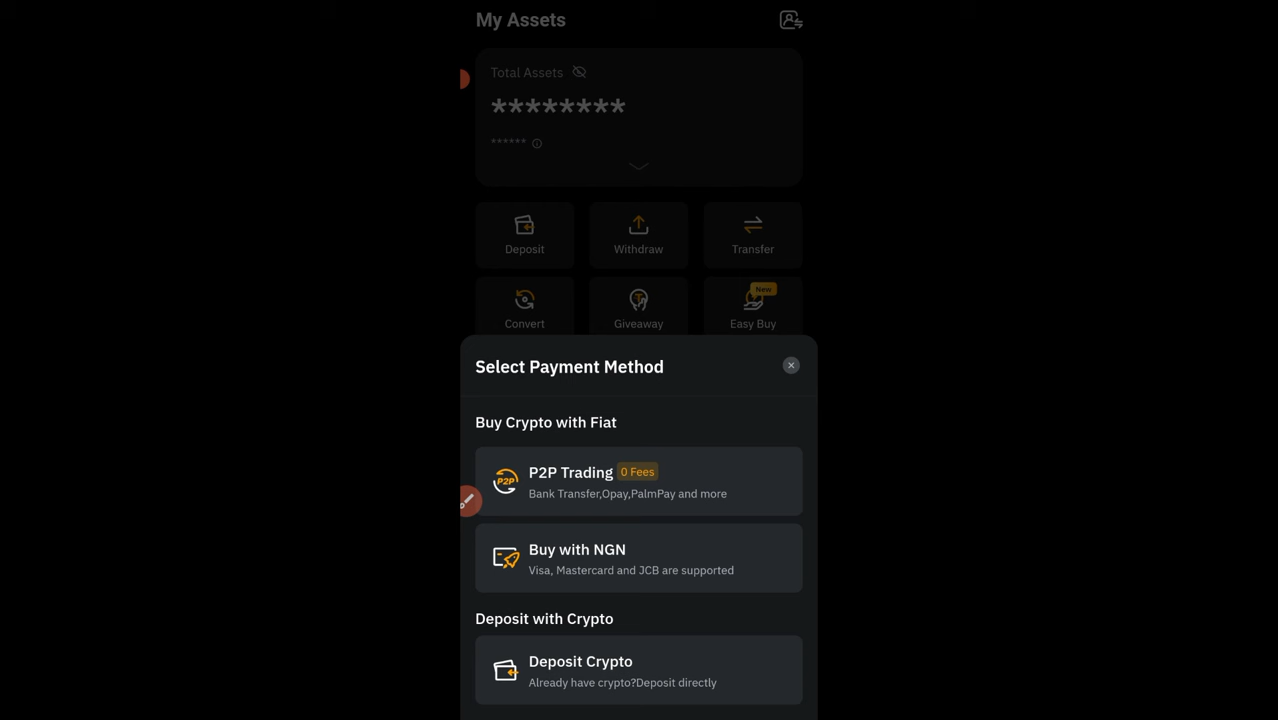 My Assets
Total Assets
********
******
Deposit
Withdraw
Transfer
New
Convert
Giveaway
Easy Buy
Select Payment Method
Buy Crypto with Fiat
P2P
P2P Trading 0 Fees
Bank Transfer,Opay,PalmPay and more
Buy with NGN
Visa, Mastercard and JCB are supported
Deposit with Crypto
Deposit Crypto
Already have crypto?Deposit directly